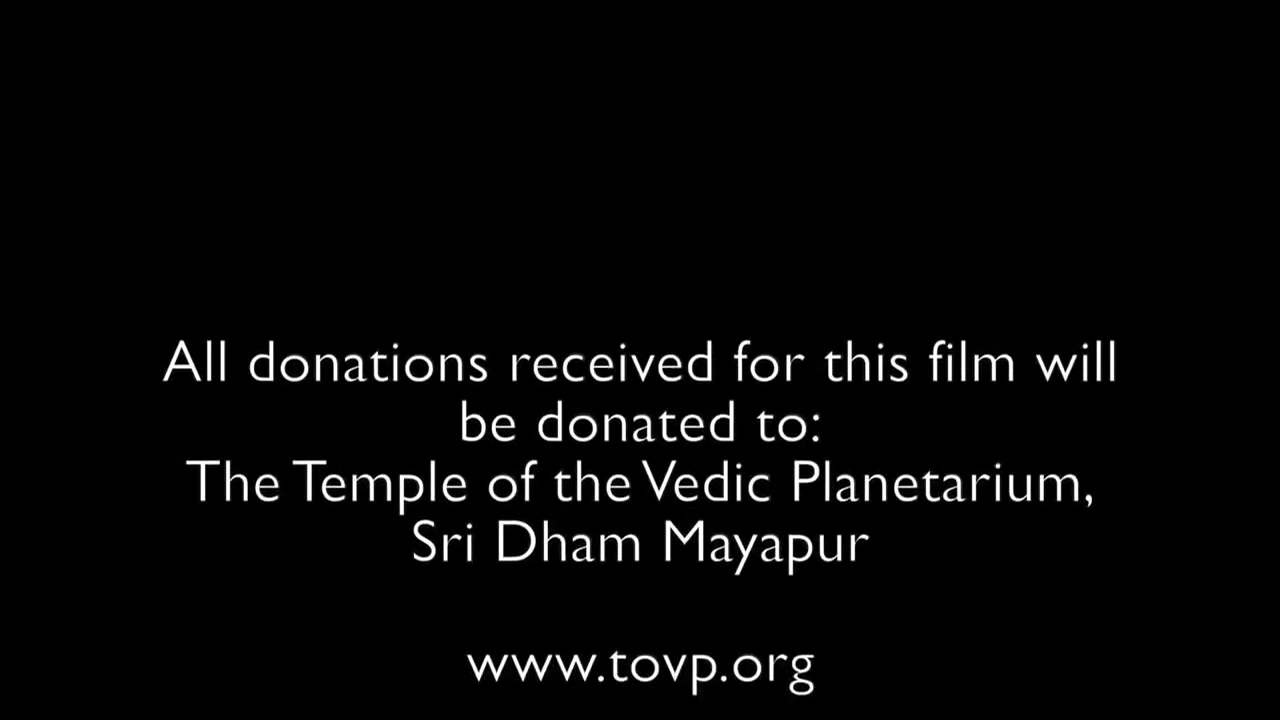 All donations received for this film will
be donated to:
The Temple of the Vedic Planetarium,
Sri Dham Mayapur
www.tovp.org